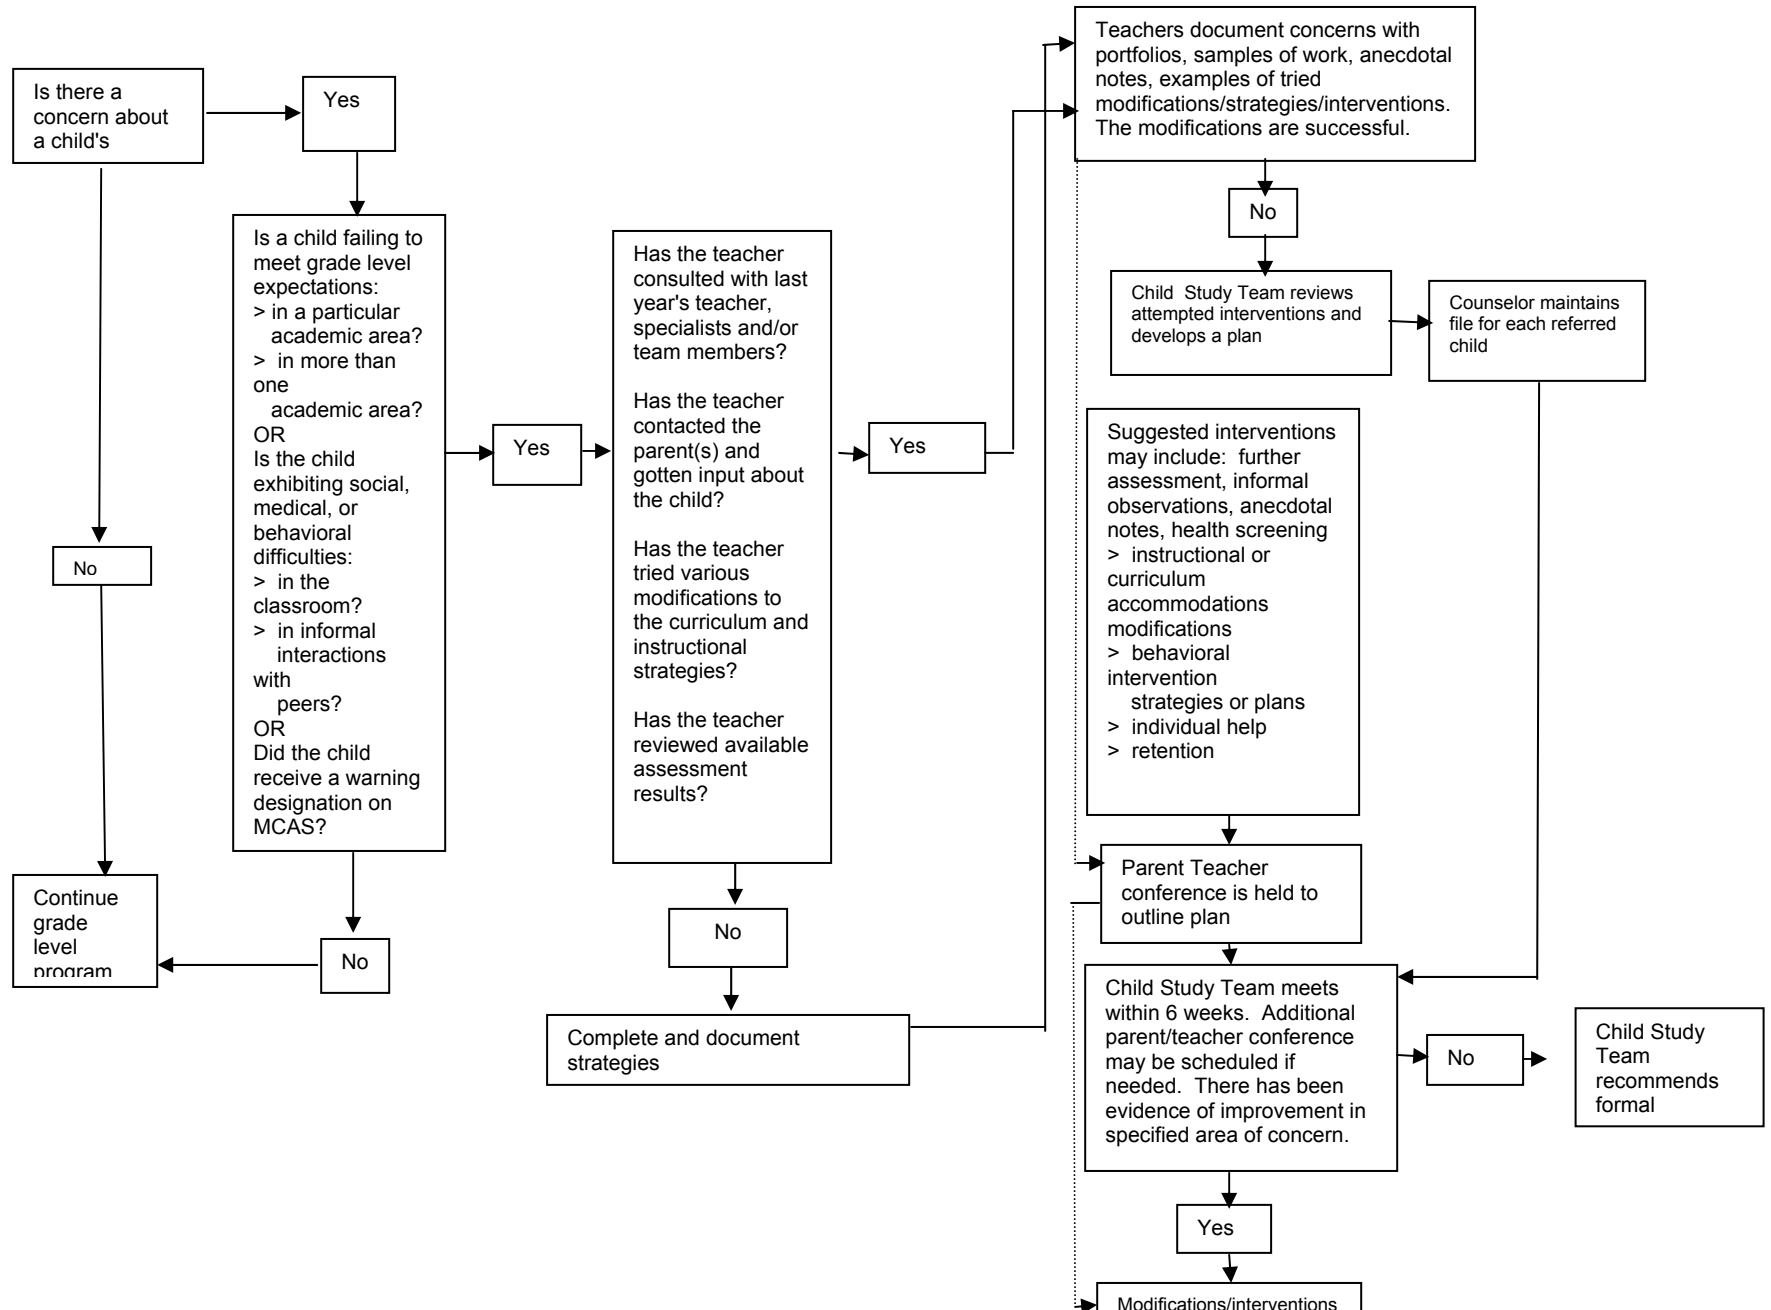 Is there a
concern about
a child's
Yes
No
Continue
grade
level
program
Is a child failing to
meet grade level
expectations:
> in a particular
academic area?
> in more than
one
academic area?
OR
Is the child
exhibiting social,
medical, or
behavioral
difficulties:
> in the
classroom?
> in informal
interactions
with
peers?
OR
Did the child
receive a warning
designation on
MCAS?
No
Yes
Has the teacher
consulted with last
year's teacher,
specialists and/or
team members?
Has the teacher
contacted the
parent(s) and
gotten input about
the child?
Has the teacher
tried various
modifications to
the curriculum and
instructional
strategies?
Has the teacher
reviewed available
assessment
results?
No
Complete and document
strategies
Yes
Teachers document concerns with
portfolios, samples of work, anecdotal
notes, examples of tried
modifications/strategies/interventions.
The modifications are successful.
No
Child Study Team reviews
attempted interventions and
develops a plan
Counselor maintains
file for each referred
child
Suggested interventions
may include: further
assessment, informal
observations, anecdotal
notes, health screening
> instructional or
curriculum
accommodations
modifications
> behavioral
intervention
strategies or plans
> individual help
> retention
Parent Teacher
conference is held to
outline plan
Child Study Team meets
within 6 weeks. Additional
parent/teacher conference
may be scheduled if
needed. There has been
evidence of improvement in
specified area of concern.
No
Child Study
Team
recommends
formal
Yes
Modifications/interventions